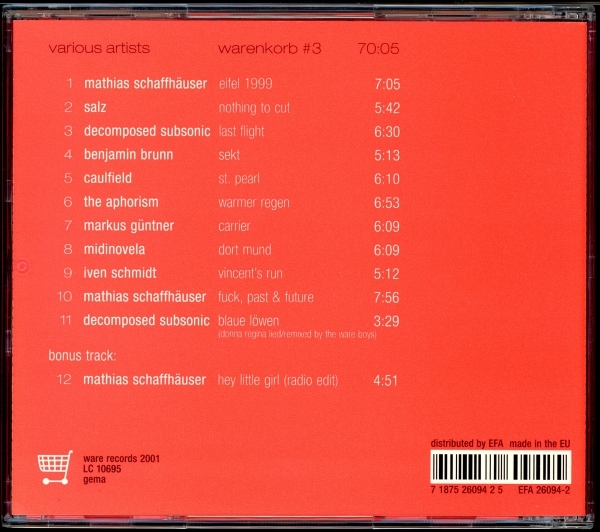 various artists warenkorb #3 70:05
1 mathias schaffhäuser eifel 1999 7:05
2 salz nothing to cut 5:42
3 decomposed subsonic last flight 6:30
4 benjamin brunn sekt 5:13
5 caulfield st. pearl 6:10
6 the aphorism warmer regen 6:53
7 markus güntner carrier 6:09
8 midinovela dort mund 6:09
9 iven schmidt vincent's run 5:12
10 mathias schaffhäuser fuck, past & future 7:56
11 decomposed subsonic blaue löwen 3:29
(donna regina lied/remixed by the ware boys)
bonus track:
12 mathias schaffhäuser hey little girl (radio edit) 4:51
distributed by EFA made in the EU
ware records 2001
LC 10695
gema
7 1875 26094 2 5 EFA 26094-2